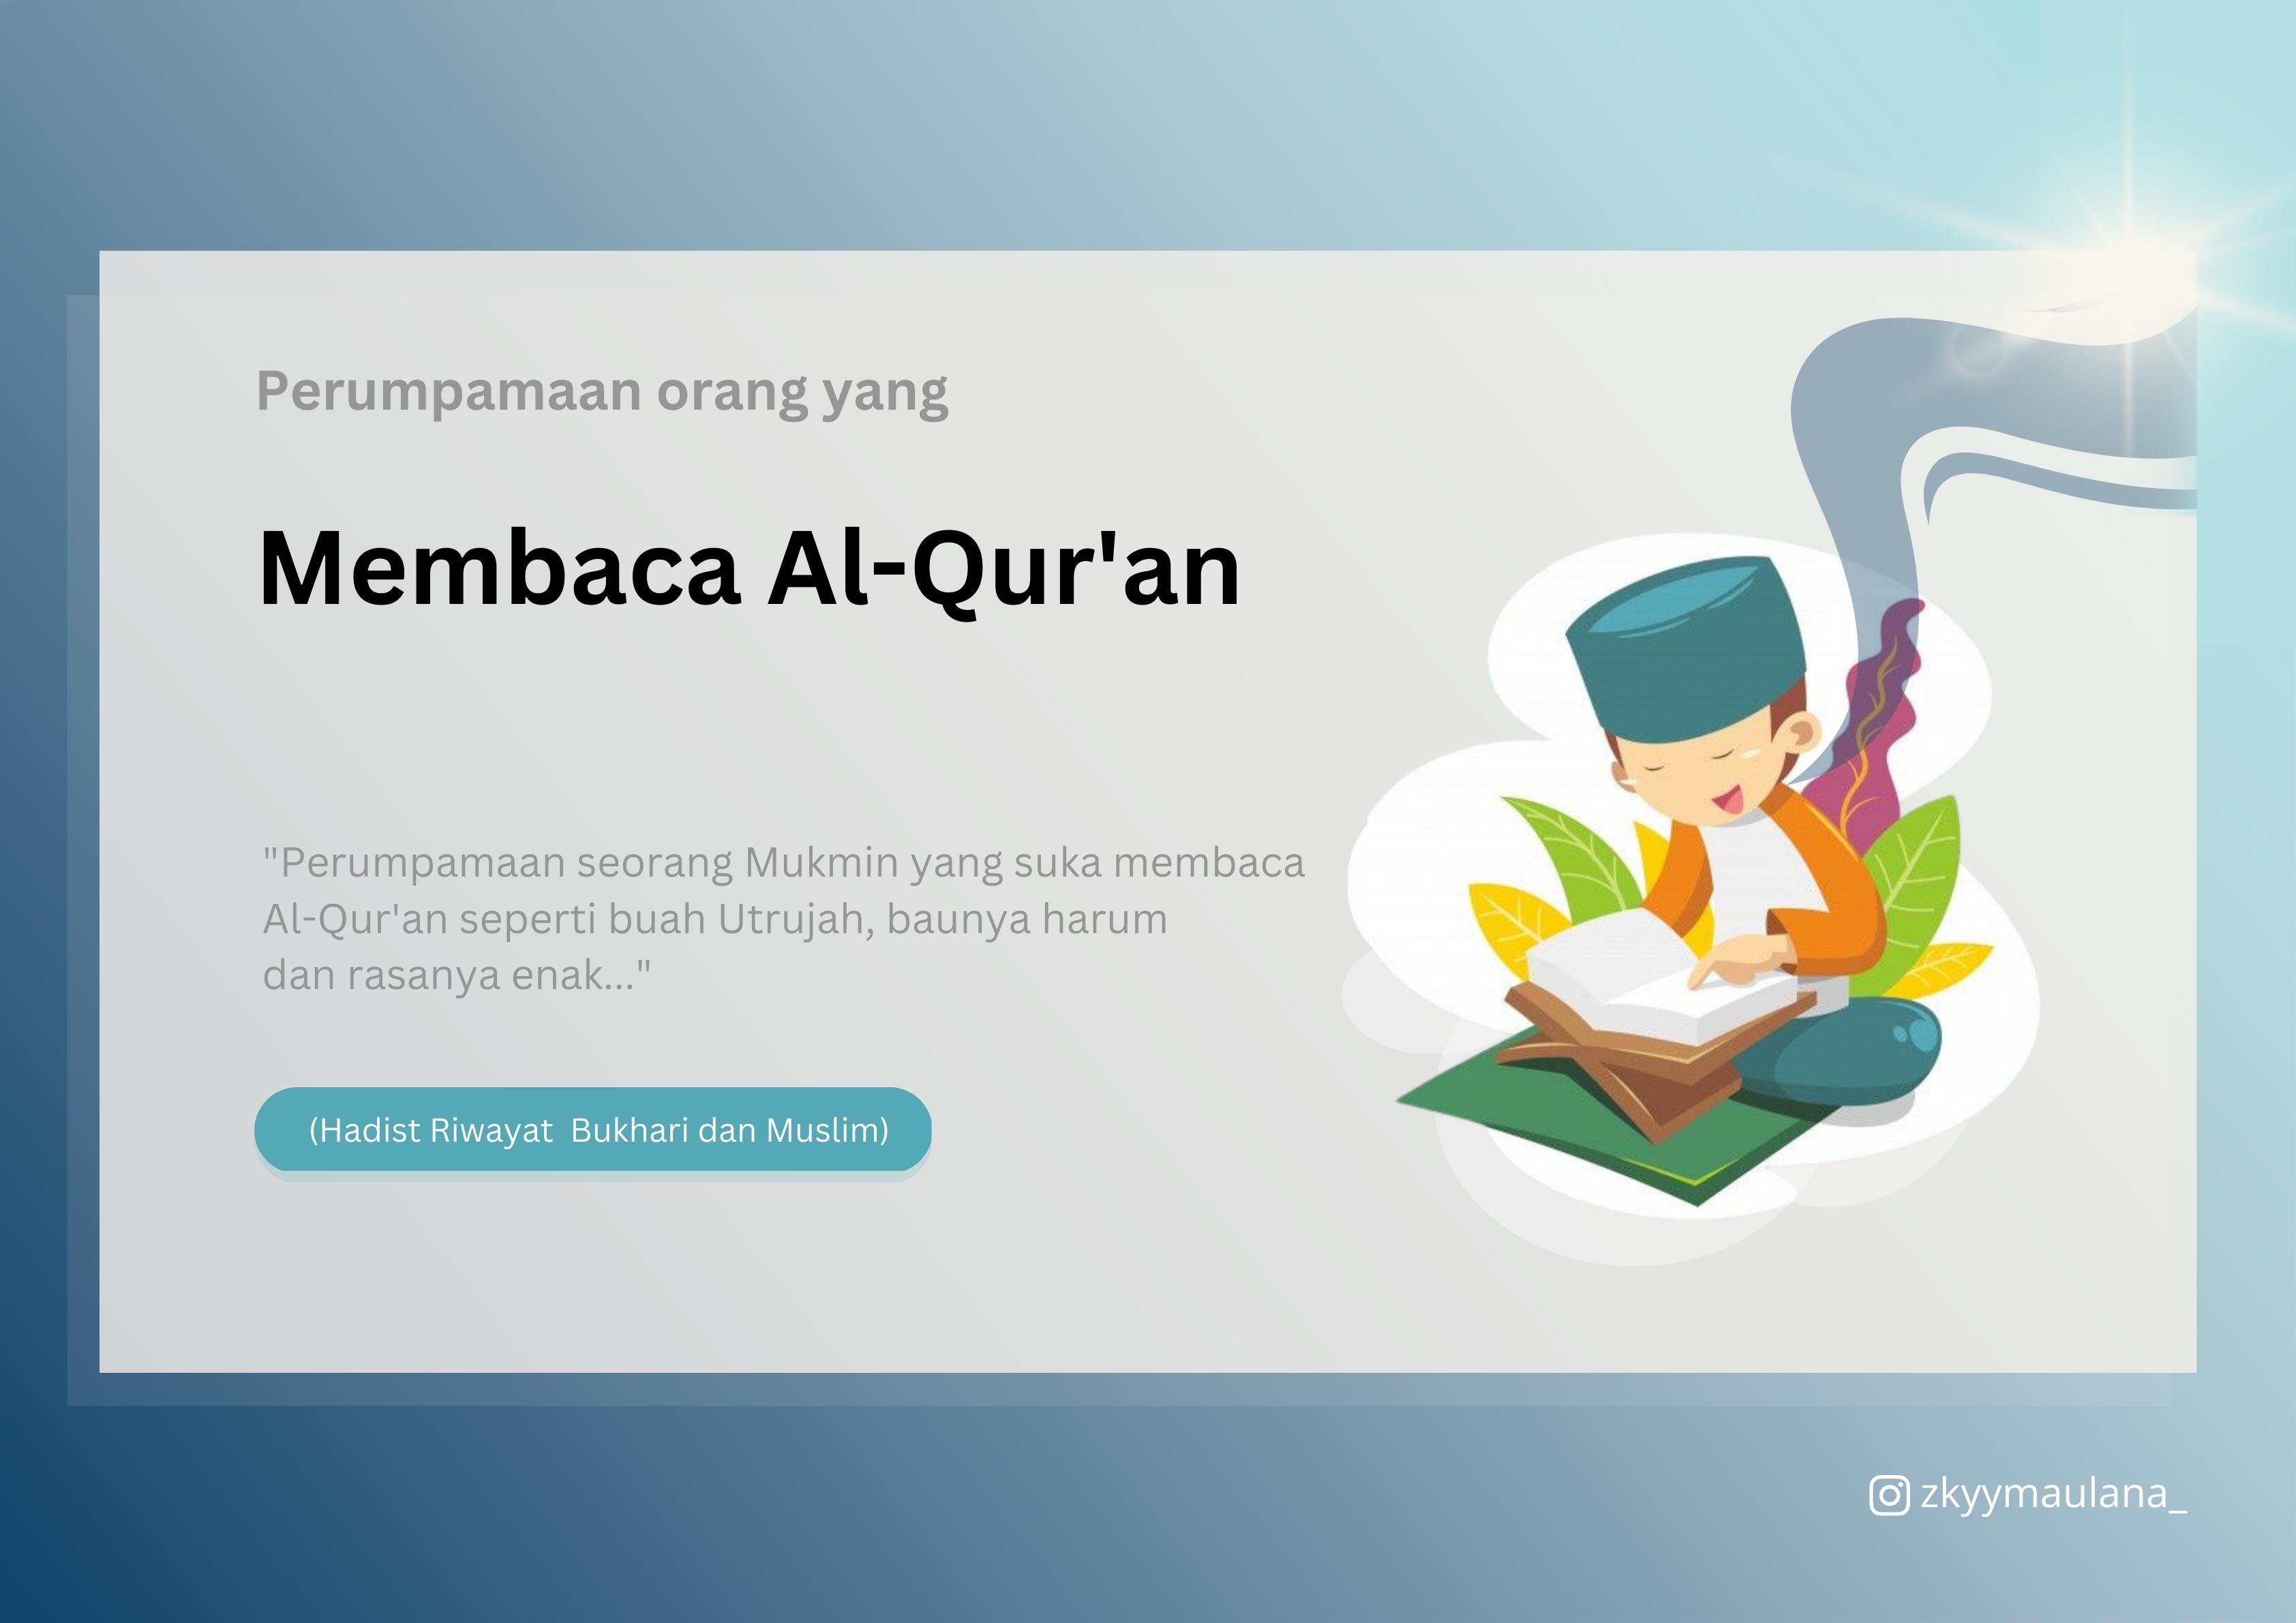 Perumpamaan orang yang
Membaca Al-Qur'an
"Perumpamaan seorang Mukmin yang suka membaca
Al-Qur'an seperti buah Utrujah, baunya harum
dan rasanya enak..."
(Hadist Riwayat  Bukhari dan Muslim)
zkyymaulana_